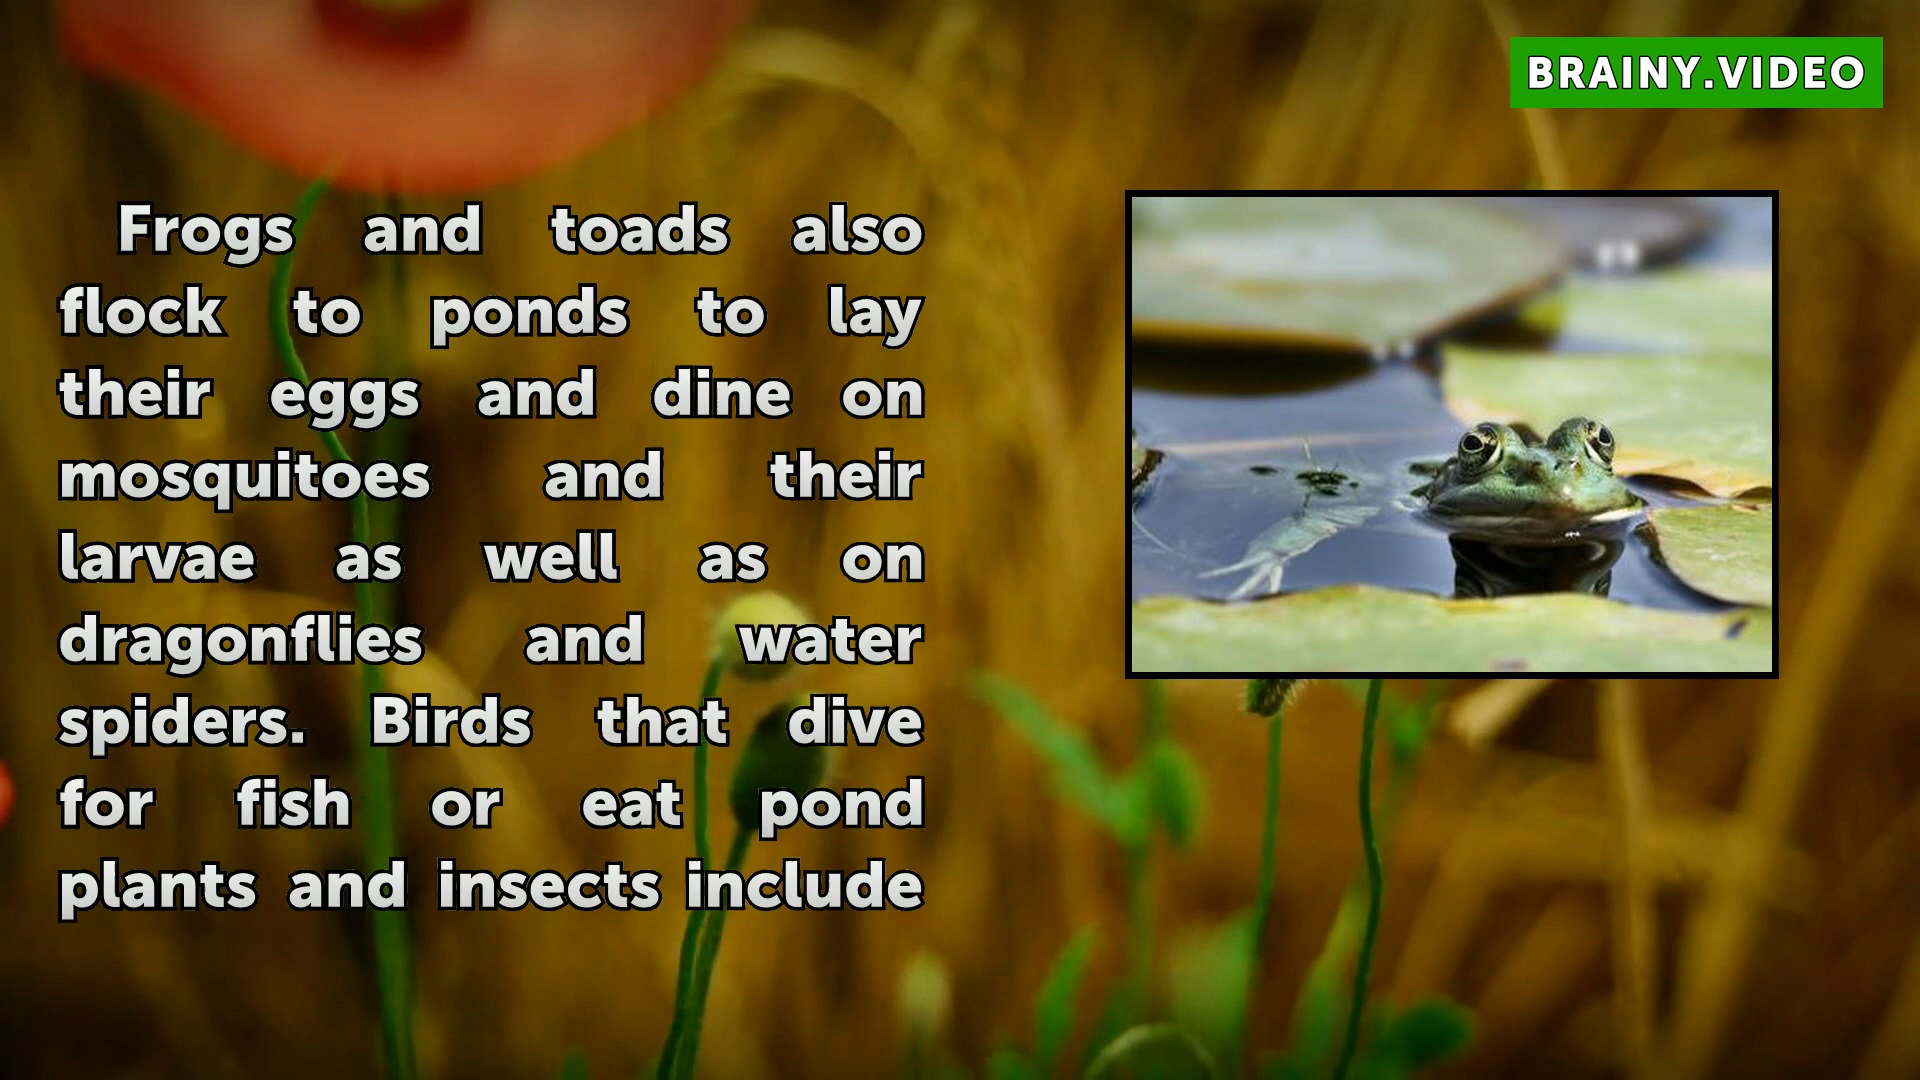 BRAINY.VIDEO
Frogs and toads also
flock to ponds to lay
their eggs and dine on
mosquitoes and their
larvae as well as on
dragonflies and water
spiders. Birds that dive
for fish or eat pond
plants and insects include